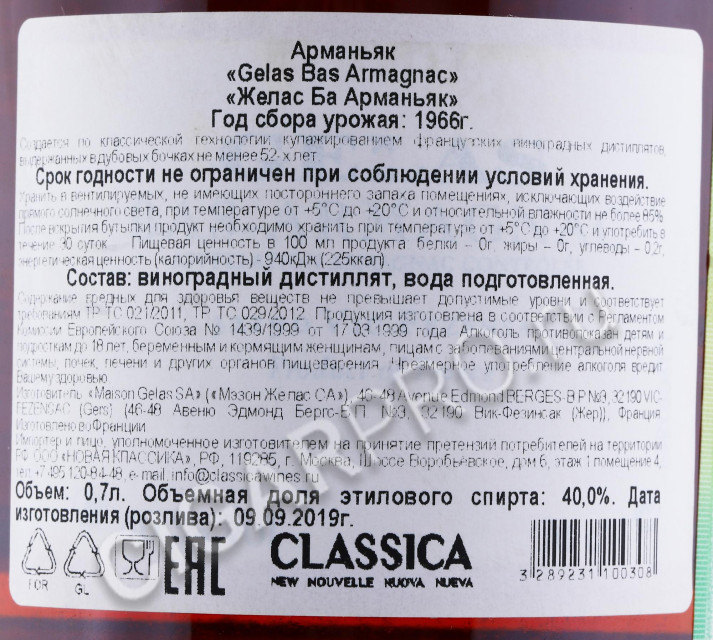 Арманьяк
«Gelas Bas Armagnac»
«Желас Ба Арманьяк»
Год сбора урожая: 1966г.
Создается по классической технологии купажированием французских виноградных дистиллятов,
выдержанных в дубовых бочках не менее 52-х лет.
Срок годности не ограничен при соблюдении условий хранения.
Хранить в вентилируемых, не имеющих постороннего запаха помещениях, исключающих воздействие
прямого солнечного света, при температуре от +5°С до +20°С и относительной влажности не более 85%
После вскрытия бутылки продукт необходимо хранить при температуре от +5°С до +20°С и употребить в
течение 30 суток. Пищевая ценность в 100 мл продукта: белки – 0г, жиры – 0г, углеводы - 0,2г,
энергетическая ценность (калорийность) - 940кДж (225ккал).
Состав: виноградный дистиллят, вода подготовленная.
Содержание вредных для здоровья веществ не превышает допустимые уровни и соответствует
требованиям ТР ТС 021/2011, ТР ТС 029/2012. Продукция изготовлена в соответствии с Регламентом
Комиссии Европейского Союза № 1439/1999 от 17.03.1999 года. Алкоголь противопоказан детям и
подросткам до 18 лет, беременным и кормящим женщинам, лицам с заболеваниями центральной нервной
системы, почек, печени и других органов пищеварения. Чрезмерное употребление алкоголя вредит
Вашему здоровью
Изготовитель: «Maison Gelas SA» («Мэзон Желас СА»), 46-48 Avenue Edmond BERGES-B.P №3, 32190 VIC-
FEZENSAC (Gers) (46-48 Авеню Эдмонд Бергс-Б.П №3, 32190 Вик-Фезинсак (Жер)), Франция
Изготовлено во Франции
Импортер и лицо, уполномоченное изготовителем на принятие претензий потребителей на территории
РФ: ООО «НОВАЯ КЛАССИКА», РФ, 119285, г. Москва, Шоссе Воробьёвское, дом 6, этаж 1 помещение 4,
тел. +7 495 130-84-48, e-mail: info@classicawines.ru
Объем: 0,7л. Объемная доля этилового спирта: 40,0%. Дата
изготовления (розлива): 09.09.2019г.
FOR GL EAC CLASSICA
NEW NOUVELLE NUOVA NUEVA
3 289231 100308
CIGARPRO.RU